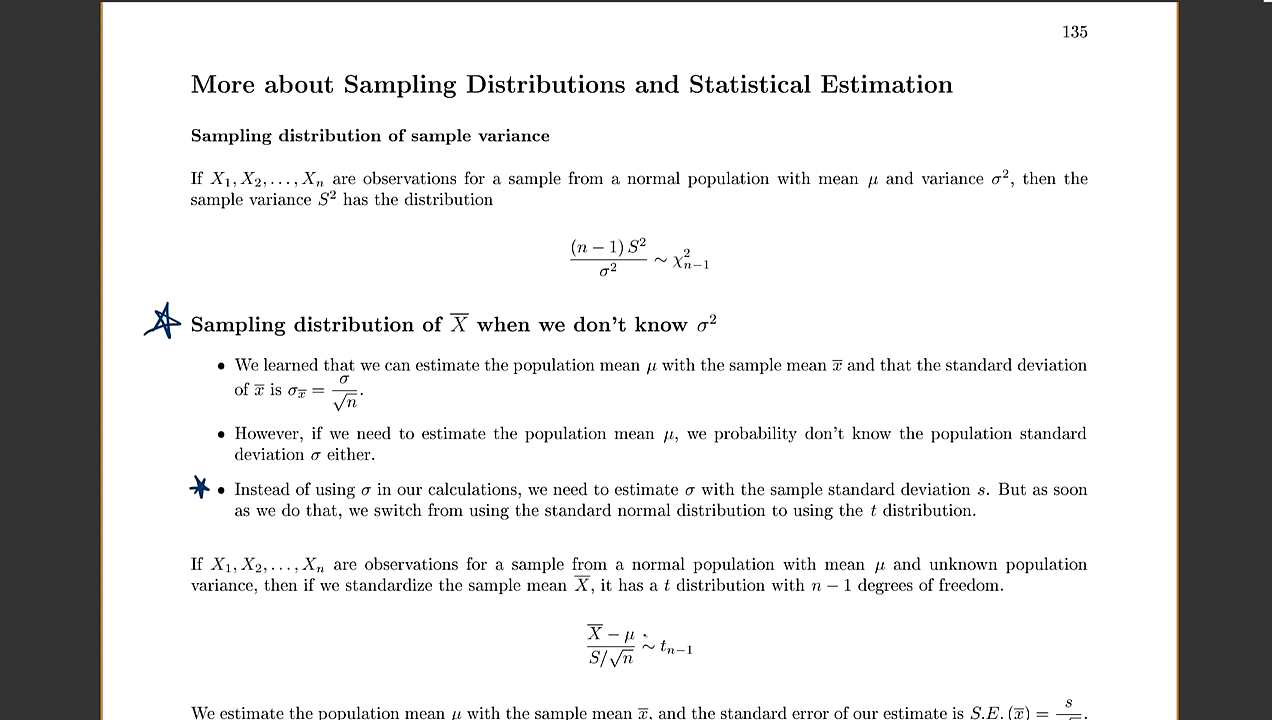 135
More about Sampling Distributions and Statistical Estimation
Sampling distribution of sample variance
If X₁, X₂, . . . , Xₙ are observations for a sample from a normal population with mean μ and variance σ², then the
sample variance S² has the distribution
(n − 1) S² / σ² ∼ χ²ₙ₋₁
Sampling distribution of X̅ when we don't know σ²
• We learned that we can estimate the population mean μ with the sample mean x̅ and that the standard deviation
of x̅ is σ_x̅ = σ/√n.
• However, if we need to estimate the population mean μ, we probability don't know the population standard
deviation σ either.
• Instead of using σ in our calculations, we need to estimate σ with the sample standard deviation s. But as soon
as we do that, we switch from using the standard normal distribution to using the t distribution.
If X₁, X₂, . . . , Xₙ are observations for a sample from a normal population with mean μ and unknown population
variance, then if we standardize the sample mean X̅, it has a t distribution with n − 1 degrees of freedom.
(X̅ − μ) / (S/√n) ∼ tₙ₋₁
We estimate the population mean μ with the sample mean x̅, and the standard error of our estimate is S.E. (x̅) = s